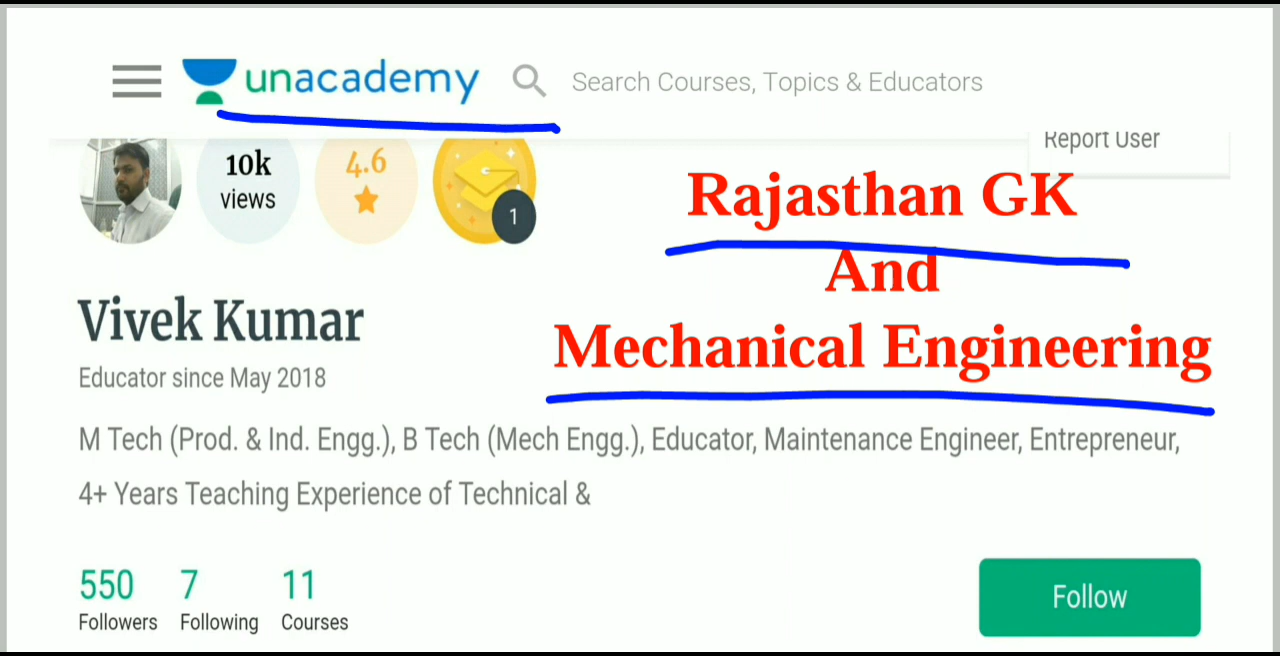 unacademy
Search Courses, Topics & Educators
Report User
10k
views
4.6
1
Rajasthan GK
And
Mechanical Engineering
Vivek Kumar
Educator since May 2018
M Tech (Prod. & Ind. Engg.), B Tech (Mech Engg.), Educator, Maintenance Engineer, Entrepreneur,
4+ Years Teaching Experience of Technical &
550 7 11
Followers Following Courses
Follow